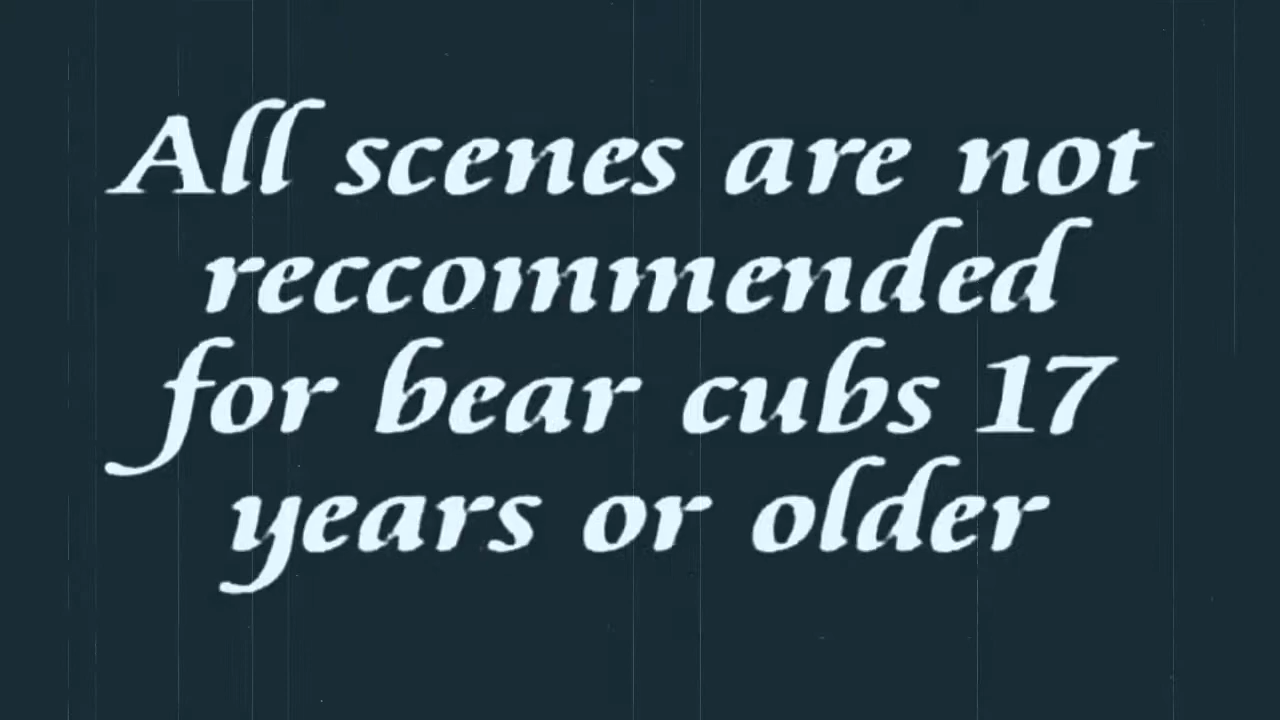 All scenes are not
reccommended
for bear cubs 17
years or older